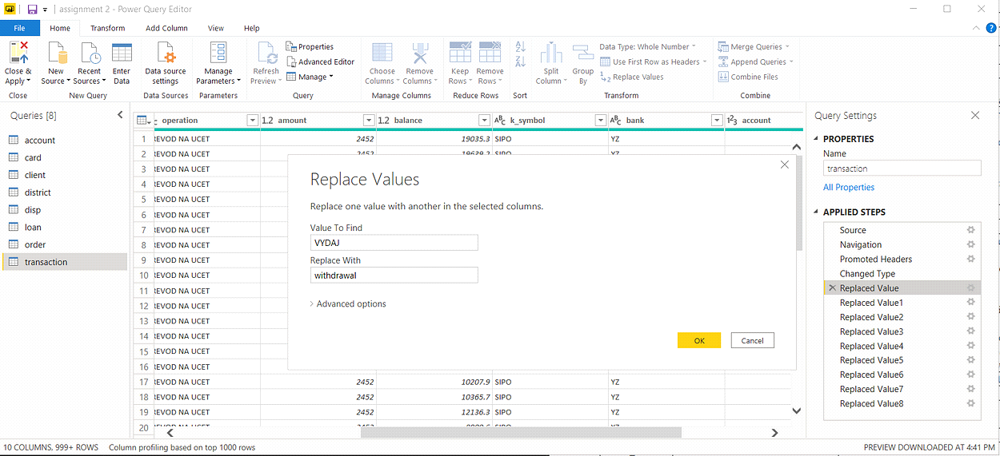 assignment 2 - Power Query Editor
File Home Transform Add Column View Help
Close & Apply
New Source
Recent Sources
Enter Data
Data source settings
Manage Parameters
Refresh Preview
Properties
Advanced Editor
Manage
Choose Columns
Remove Columns
Keep Rows
Remove Rows
Split Column
Group By
Data Type: Whole Number
Use First Row as Headers
Replace Values
Merge Queries
Append Queries
Combine Files
Close New Query Data Sources Parameters Query Manage Columns Reduce Rows Sort Transform Combine
Queries [8]
account
card
client
district
disp
loan
order
transaction
operation 1.2 amount 1.2 balance ABC k_symbol ABC bank 123 account
1 REVOD NA UCET 2452 19035.3 SIPO YZ
2 REVOD NA UCET 2452 SIPO YZ
3 REVOD NA UCET
4 REVOD NA UCET
5 REVOD NA UCET
6 REVOD NA UCET
7 REVOD NA UCET
8 REVOD NA UCET
9 REVOD NA UCET
10 REVOD NA UCET
11 REVOD NA UCET
12 REVOD NA UCET
13 REVOD NA UCET
14 REVOD NA UCET
15 REVOD NA UCET
16 REVOD NA UCET
17 REVOD NA UCET 2452 10207.9 SIPO YZ
18 REVOD NA UCET 2452 10365.7 SIPO YZ
19 REVOD NA UCET 2452 12136.3 SIPO YZ
20
Replace Values
Replace one value with another in the selected columns.
Value To Find
VYDAJ
Replace With
withdrawal
Advanced options
OK Cancel
Query Settings
PROPERTIES
Name
transaction
All Properties
APPLIED STEPS
Source
Navigation
Promoted Headers
Changed Type
Replaced Value
Replaced Value1
Replaced Value2
Replaced Value3
Replaced Value4
Replaced Value5
Replaced Value6
Replaced Value7
Replaced Value8
10 COLUMNS, 999+ ROWS Column profiling based on top 1000 rows PREVIEW DOWNLOADED AT 4:41 PM